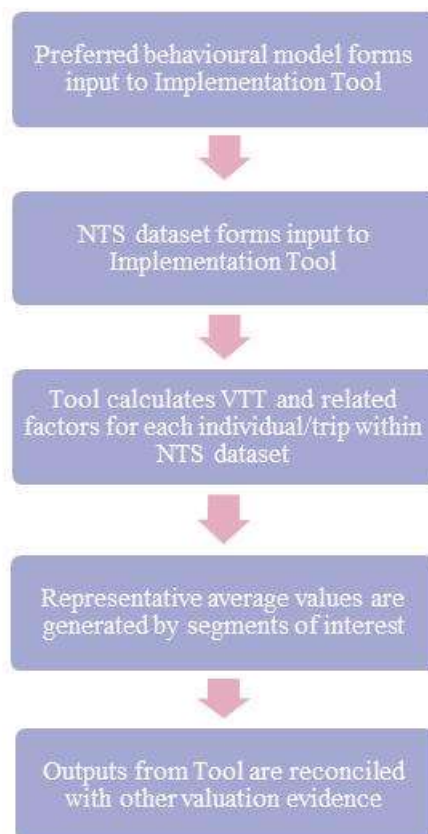 Preferred behavioural model forms
input to Implementation Tool
NTS dataset forms input to
Implementation Tool
Tool calculates VTT and related
factors for each individual/trip within
NTS dataset
Representative average values are
generated by segments of interest
Outputs from Tool are reconciled
with other valuation evidence